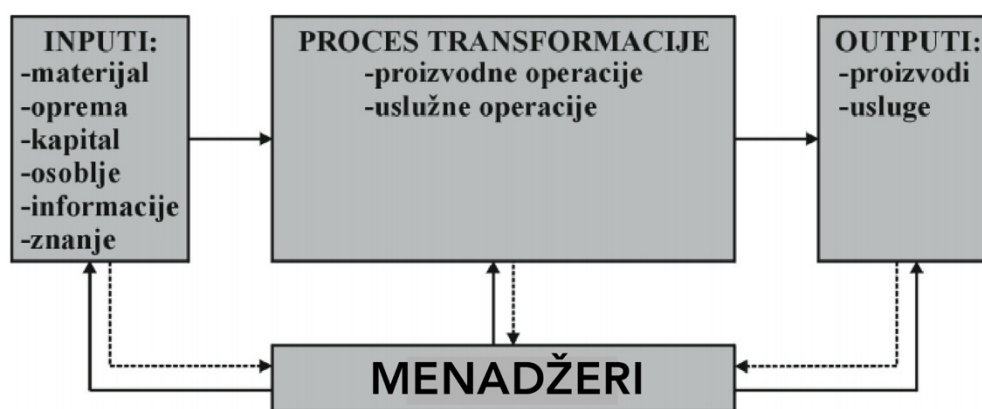 INPUTI:
-materijal
-oprema
-kapital
-osoblje
-informacije
-znanje
PROCES TRANSFORMACIJE
-proizvodne operacije
-uslužne operacije
OUTPUTI:
-proizvodi
-usluge
MENADŽERI